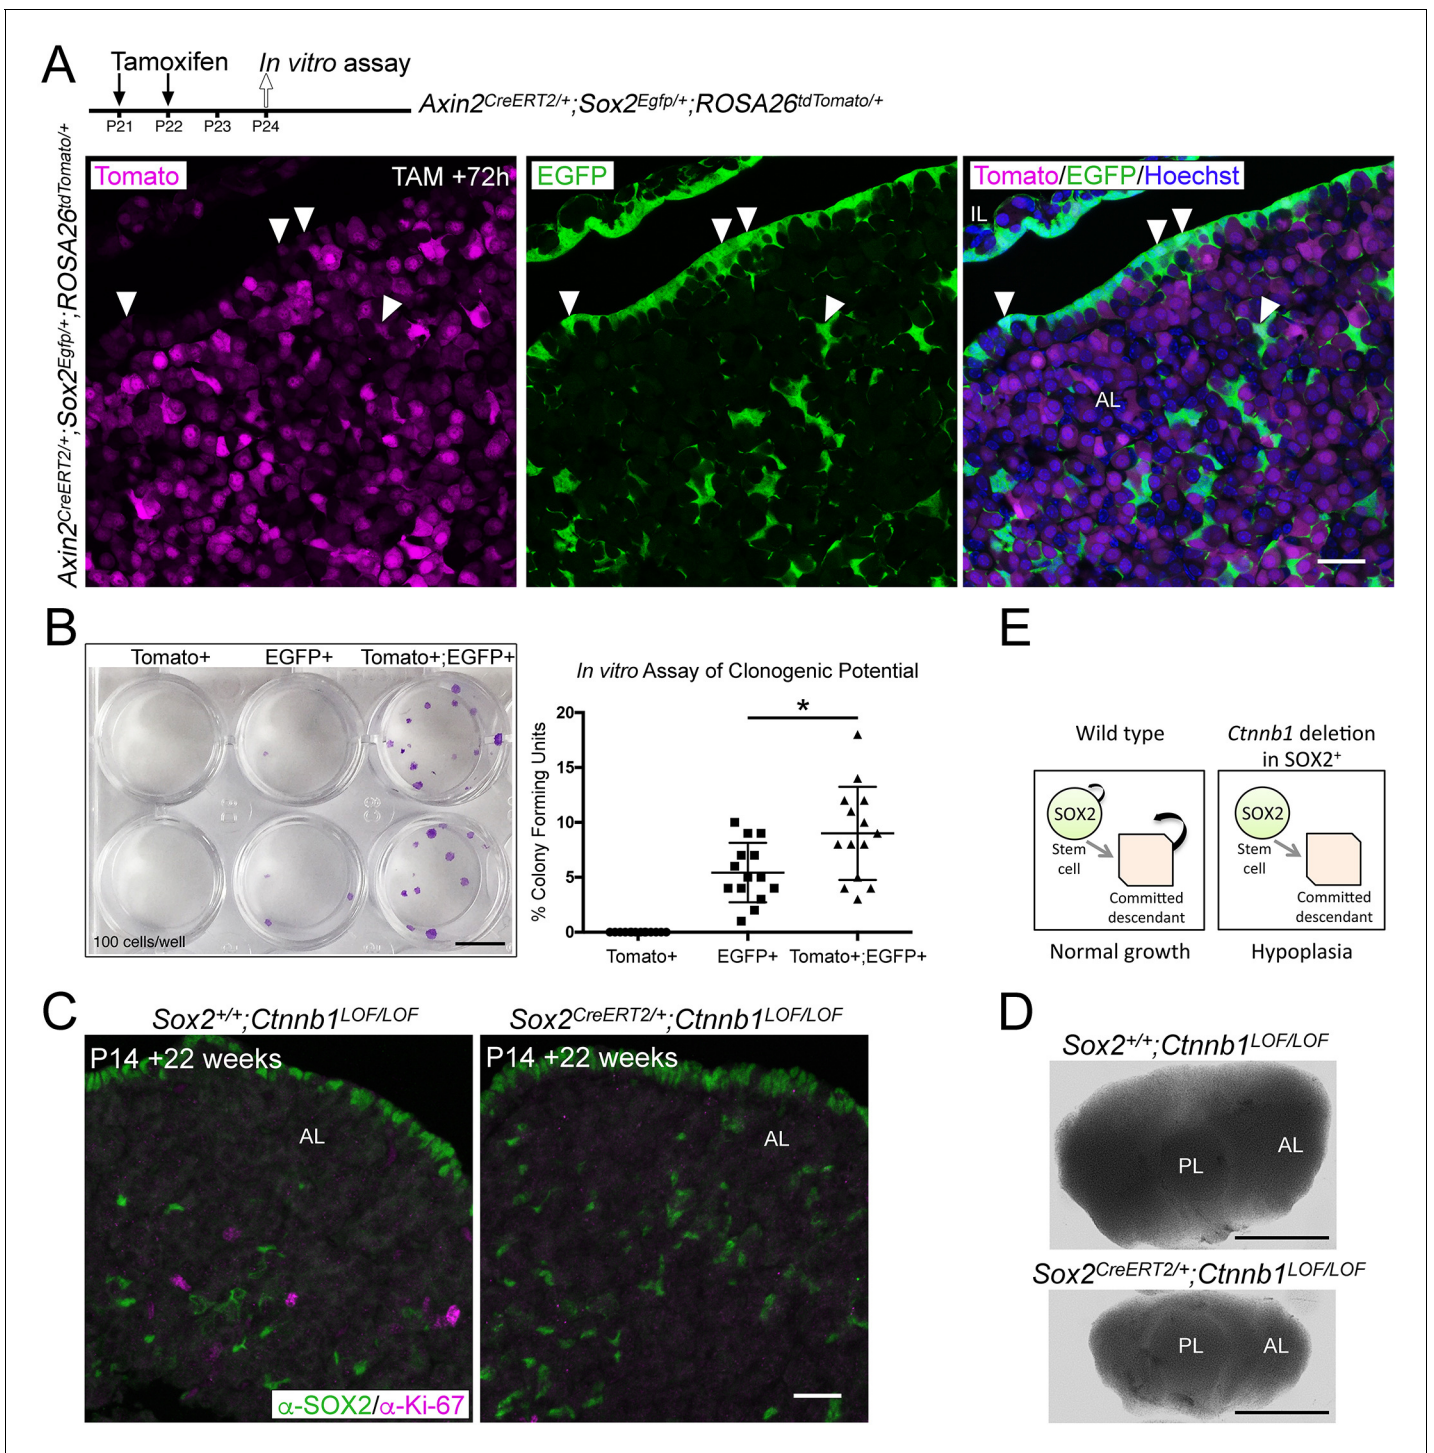 A
Tamoxifen
In vitro assay
P21 P22 P23 P24
Axin2CreERT2/+;Sox2Egfp/+;ROSA26tdTomato/+
Axin2CreERT2/+;Sox2Egfp/+;ROSA26tdTomato/+
Tomato
TAM +72h
EGFP
Tomato/EGFP/Hoechst
IL
AL
B
Tomato+ EGFP+ Tomato+;EGFP+
100 cells/well
In vitro Assay of Clonogenic Potential
*
% Colony Forming Units
20
15
10
5
0
Tomato+ EGFP+ Tomato+;EGFP+
E
Wild type
Ctnnb1 deletion
in SOX2+
SOX2
Stem
cell
Committed
descendant
SOX2
Stem
cell
Committed
descendant
Normal growth
Hypoplasia
C
Sox2+/+;Ctnnb1LOF/LOF
Sox2CreERT2/+;Ctnnb1LOF/LOF
P14 +22 weeks
P14 +22 weeks
AL
AL
α-SOX2/α-Ki-67
D
Sox2+/+;Ctnnb1LOF/LOF
PL
AL
Sox2CreERT2/+;Ctnnb1LOF/LOF
PL
AL